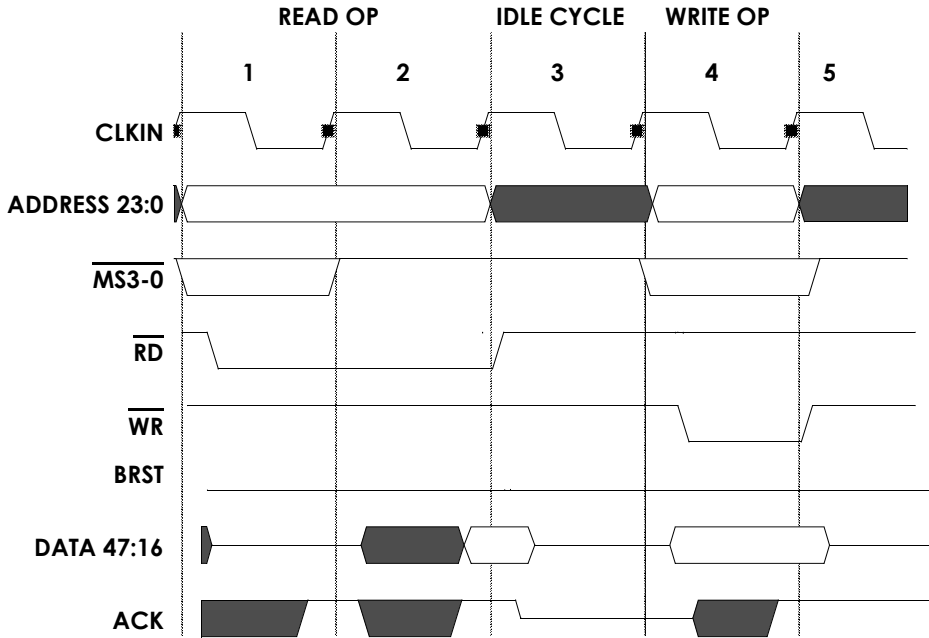 READ OP IDLE CYCLE WRITE OP
1 2 3 4 5
CLKIN
ADDRESS 23:0
MS3-0
RD
WR
BRST
DATA 47:16
ACK